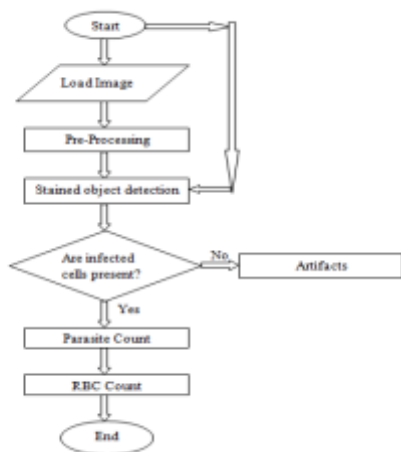 Start
Load Image
Pre-Processing
Stained object detection
Are infected
cells present?
No
Artifacts
Yes
Parasite Count
RBC Count
End